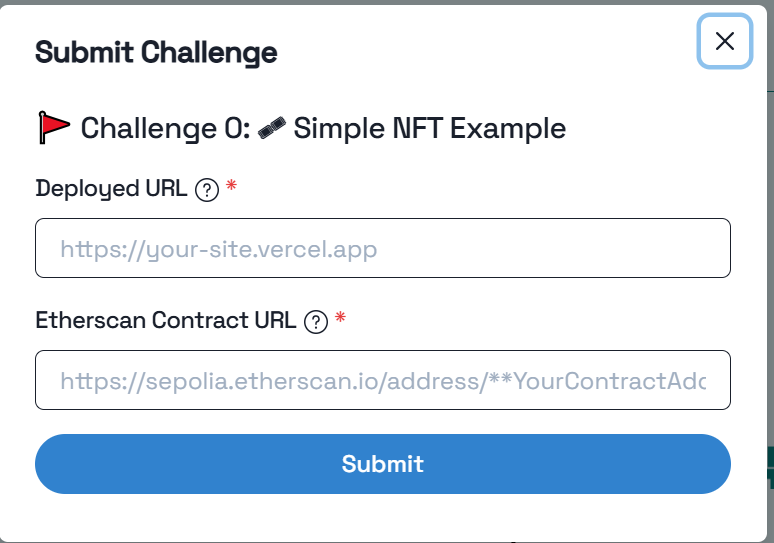 Submit Challenge
🚩 Challenge 0: 🎟 Simple NFT Example
Deployed URL ? *
https://your-site.vercel.app
Etherscan Contract URL ? *
https://sepolia.etherscan.io/address/**YourContractAdd
Submit